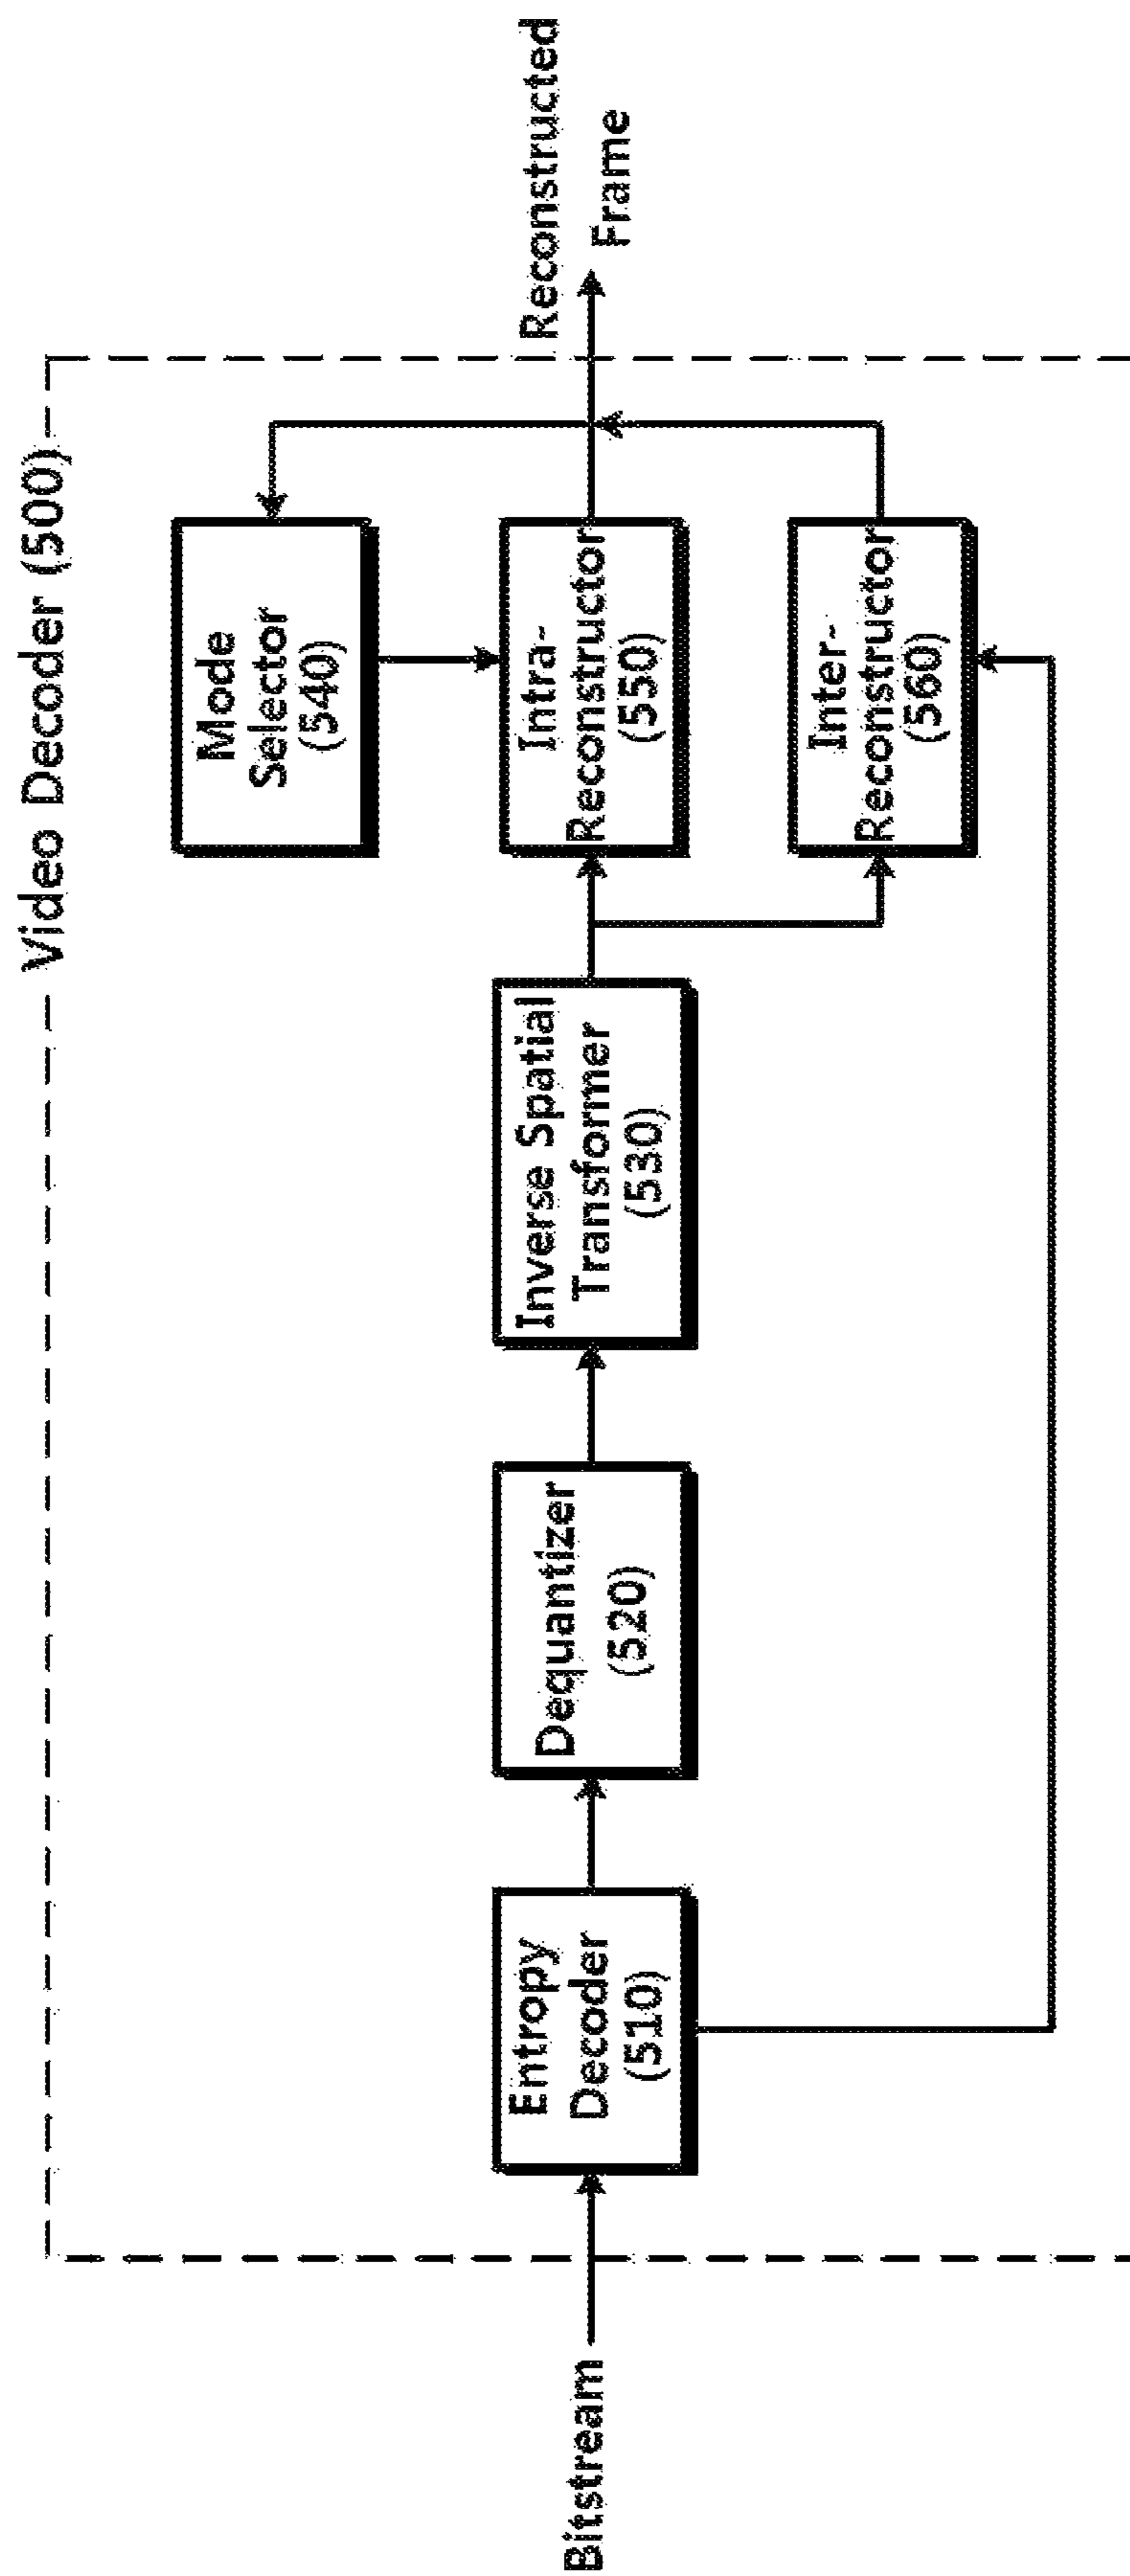 Video Decoder (500)
Bitstream
Entropy
Decoder
(510)
Dequantizer
(520)
Inverse Spatial
Transformer
(530)
Mode
Selector
(540)
Intra-
Reconstructor
(550)
Inter-
Reconstructor
(560)
Reconstructed
Frame